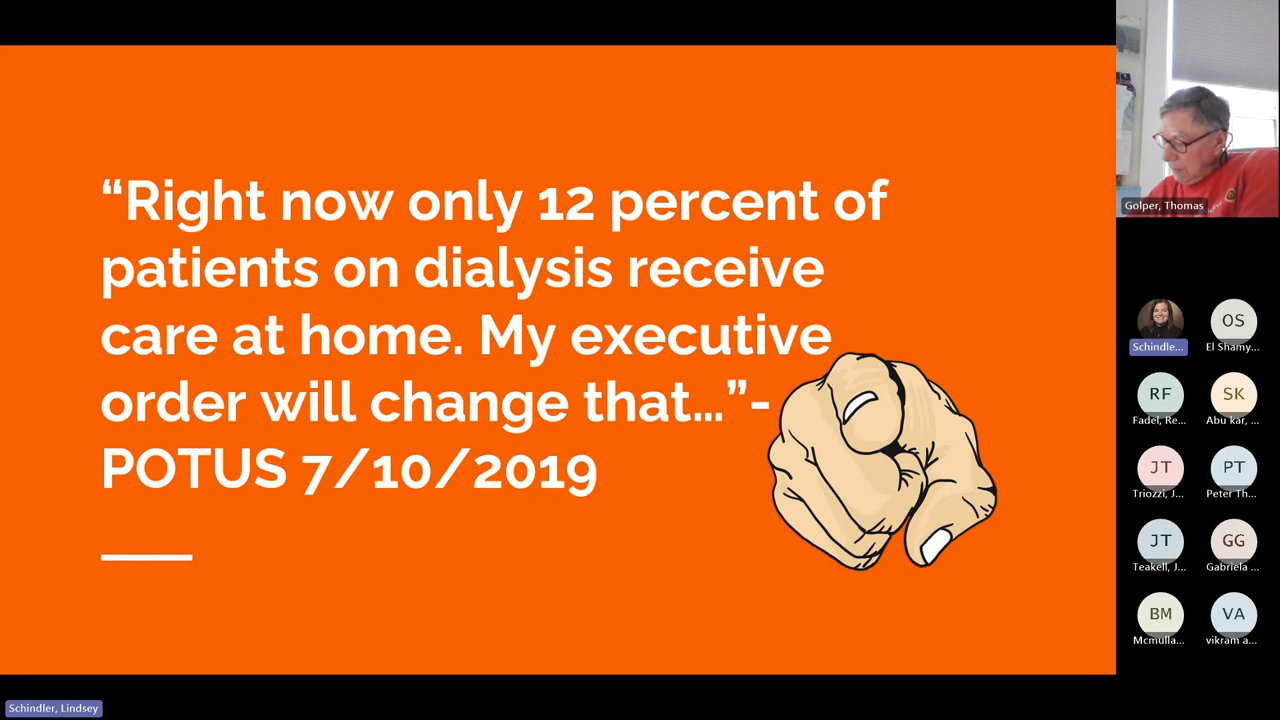 “Right now only 12 percent of
patients on dialysis receive
care at home. My executive
order will change that...”-
POTUS 7/10/2019
Golper, Thomas
Schindle...
OS
El Shamy...
RF
Fadel, Re...
SK
Abu kar, ...
JT
Triozzi, J...
PT
Peter Th...
JT
Teakell, J...
GG
Gabriela ...
BM
Mcmulla...
VA
vikram a...
Schindler, Lindsey